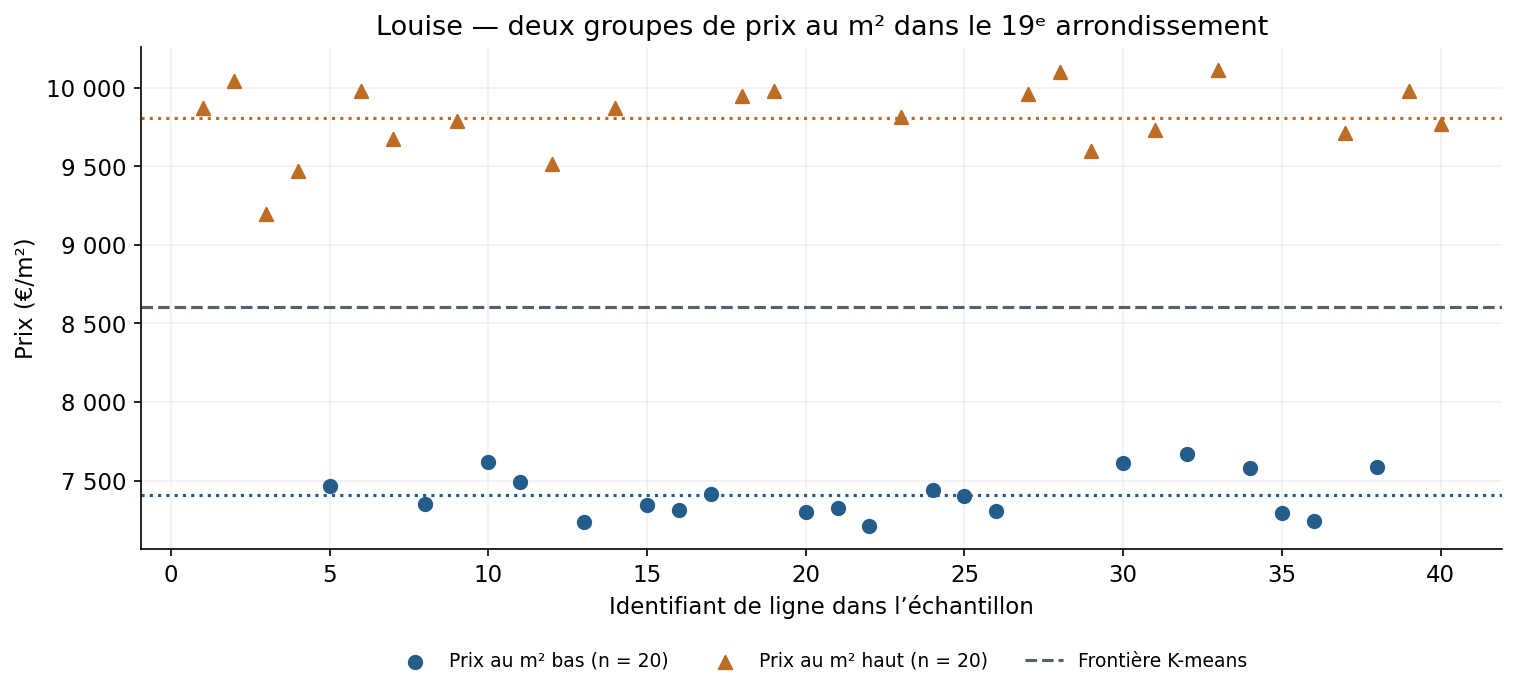 Louise — deux groupes de prix au m² dans le 19ᵉ arrondissement
Prix (€/m²)
10 000
9 500
9 000
8 500
8 000
7 500
0 5 10 15 20 25 30 35 40
Identifiant de ligne dans l’échantillon
Prix au m² bas (n = 20) Prix au m² haut (n = 20) Frontière K-means